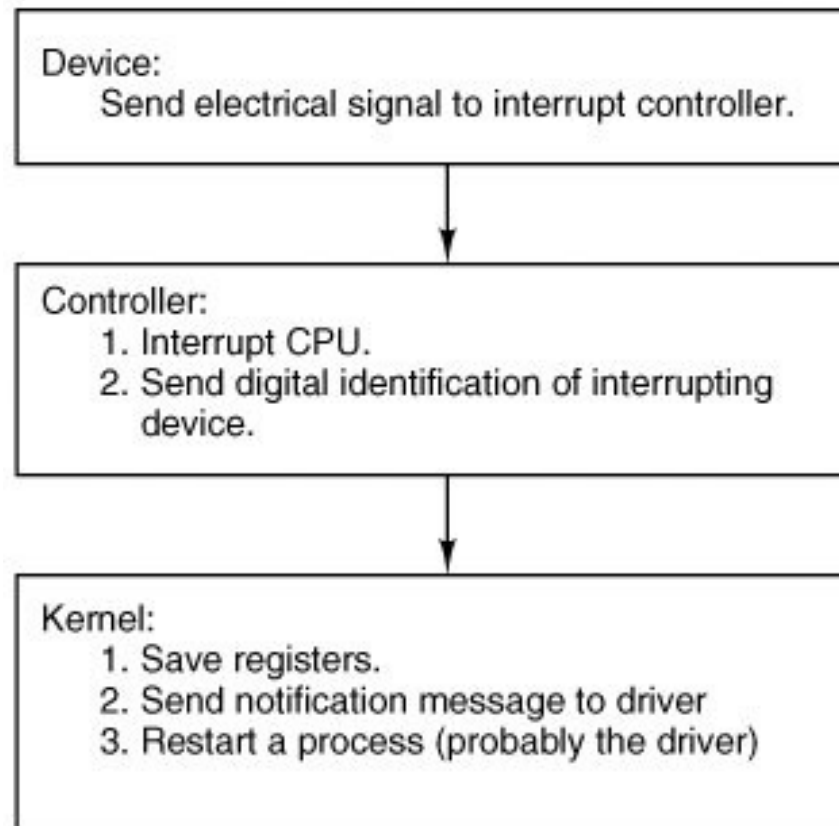 Device:
Send electrical signal to interrupt controller.
Controller:
1. Interrupt CPU.
2. Send digital identification of interrupting
device.
Kernel:
1. Save registers.
2. Send notification message to driver
3. Restart a process (probably the driver)